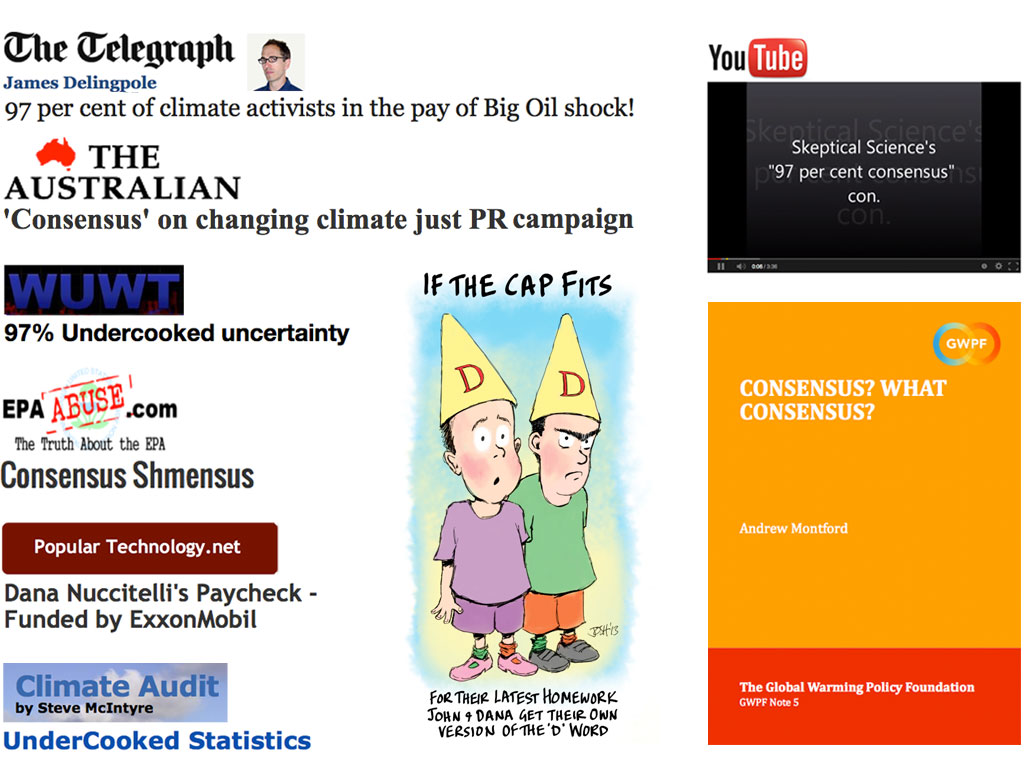 The Telegraph
James Delingpole
97 per cent of climate activists in the pay of Big Oil shock!
THE
AUSTRALIAN
'Consensus' on changing climate just PR campaign
WUWT
97% Undercooked uncertainty
EPA ABUSE.com
The Truth About the EPA
Consensus Shmensus
Popular Technology.net
Dana Nuccitelli's Paycheck -
Funded by ExxonMobil
Climate Audit
by Steve McIntyre
UnderCooked Statistics
IF THE CAP FITS
D
D
JOSH'13
FOR THEIR LATEST HOMEWORK
JOHN & DANA GET THEIR OWN
VERSION OF THE 'D' WORD
YouTube
Skeptical Science's
Skeptical Science's
"97 per cent consensus"
con.
con.
0:06 / 3:36
GWPF
CONSENSUS? WHAT
CONSENSUS?
Andrew Montford
The Global Warming Policy Foundation
GWPF Note 5